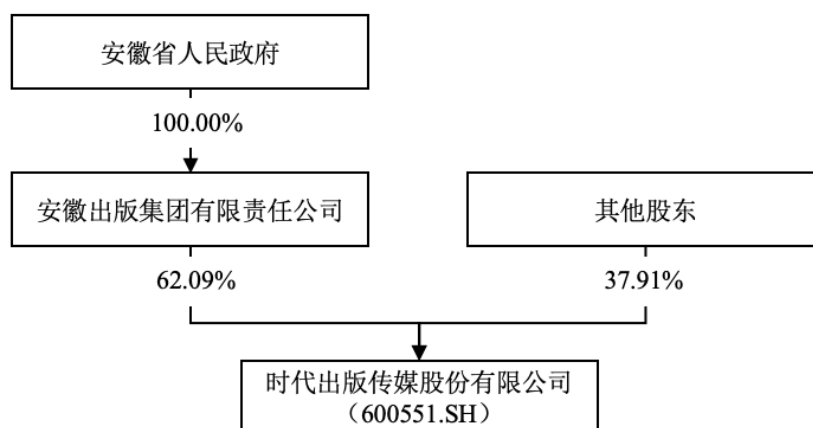 安徽省人民政府
100.00%
安徽出版集团有限责任公司
其他股东
62.09%
37.91%
时代出版传媒股份有限公司
（600551.SH）